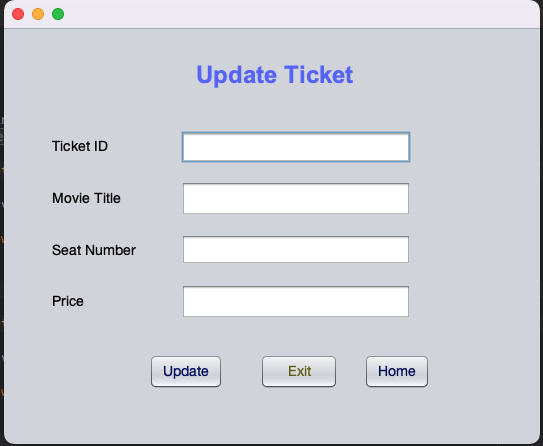 Update Ticket
Ticket ID
Movie Title
Seat Number
Price
Update Exit Home